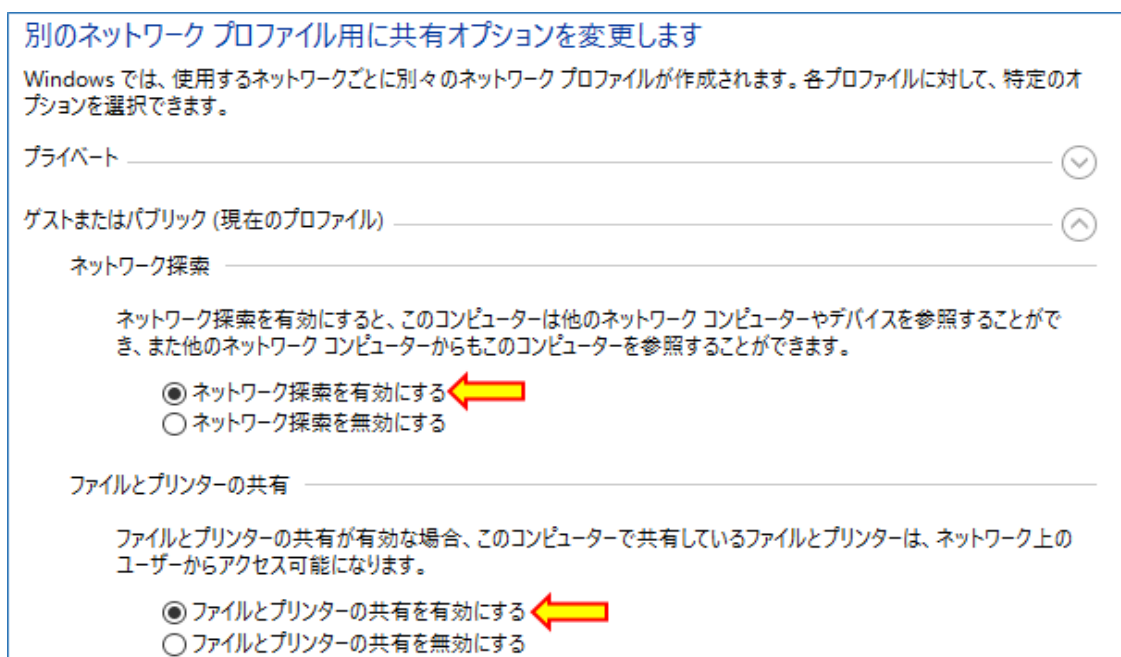 別のネットワーク プロファイル用に共有オプションを変更します
Windows では、使用するネットワークごとに別々のネットワーク プロファイルが作成されます。各プロファイルに対して、特定のオ
プションを選択できます。
プライベート
ゲストまたはパブリック (現在のプロファイル)
ネットワーク探索
ネットワーク探索を有効にすると、このコンピューターは他のネットワーク コンピューターやデバイスを参照することがで
き、また他のネットワーク コンピューターからもこのコンピューターを参照することができます。
ネットワーク探索を有効にする
ネットワーク探索を無効にする
ファイルとプリンターの共有
ファイルとプリンターの共有が有効な場合、このコンピューターで共有しているファイルとプリンターは、ネットワーク上の
ユーザーからアクセス可能になります。
ファイルとプリンターの共有を有効にする
ファイルとプリンターの共有を無効にする